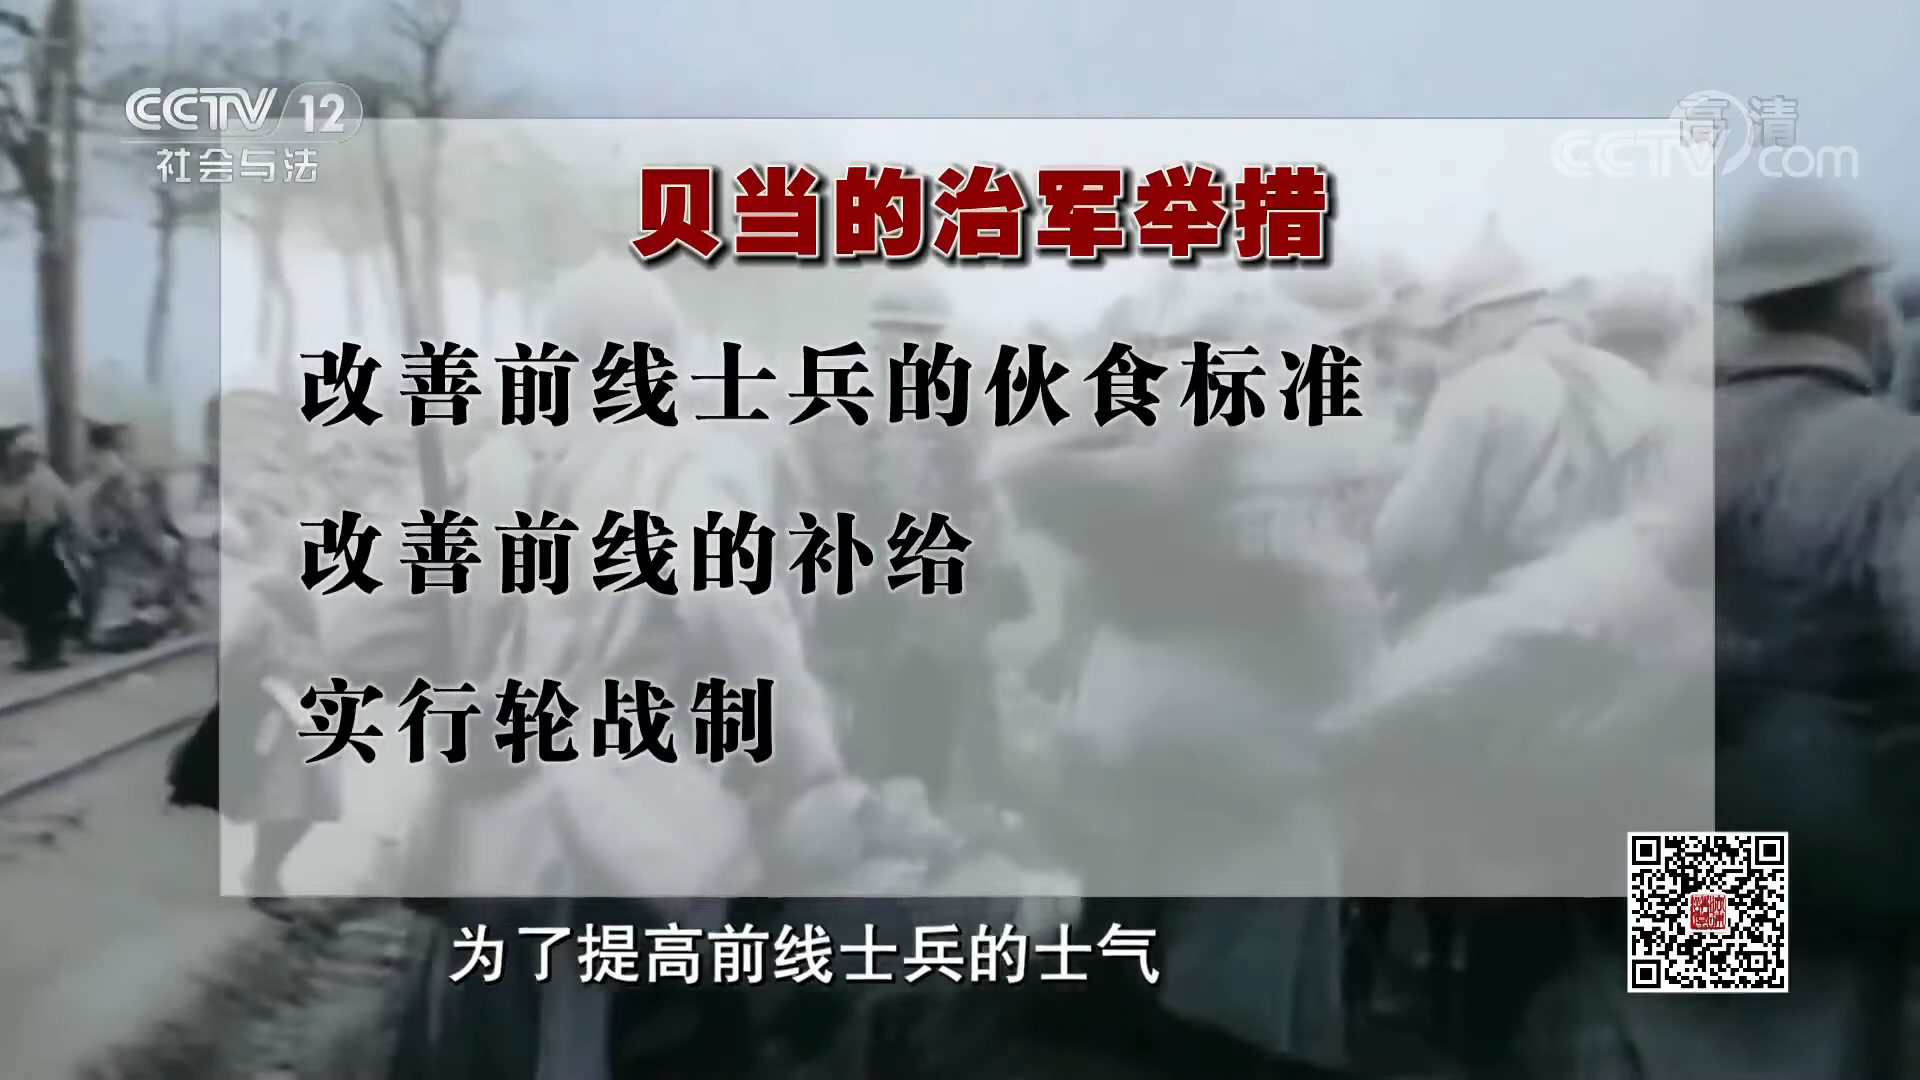 CCTV 12
社会与法
高清
CCTV.com
贝当的治军举措
改善前线士兵的伙食标准
改善前线的补给
实行轮战制
为了提高前线士兵的士气